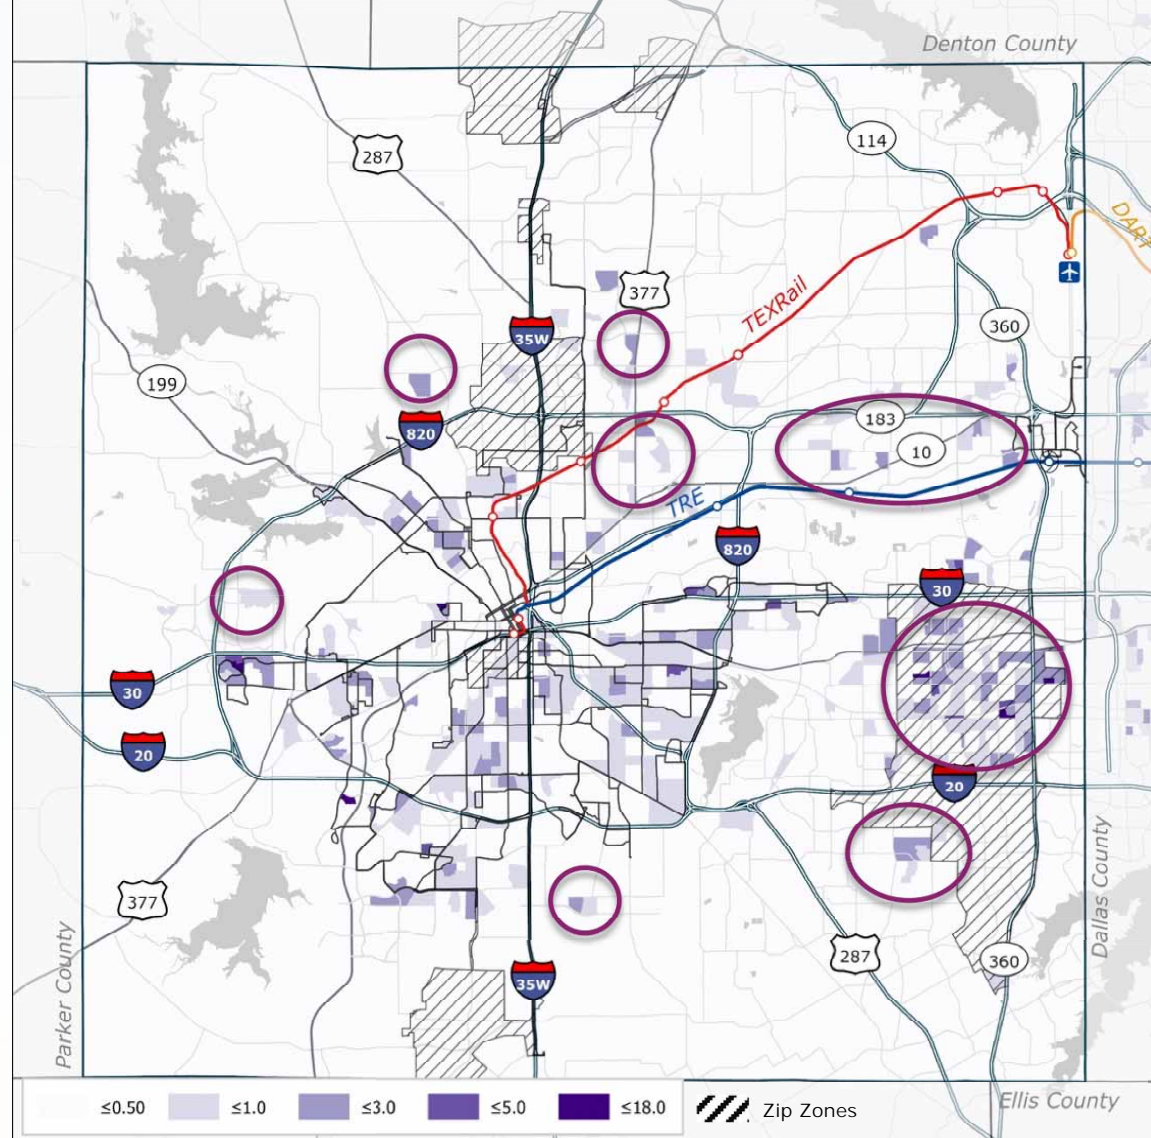 Denton County
114
287
DART
377
TEXRail
360
35W
199
183
820
10
TRE
820
30
30
20
20
377
Dallas County
287
360
Parker County
35W
Ellis County
≤0.50
≤1.0
≤3.0
≤5.0
≤18.0
Zip Zones